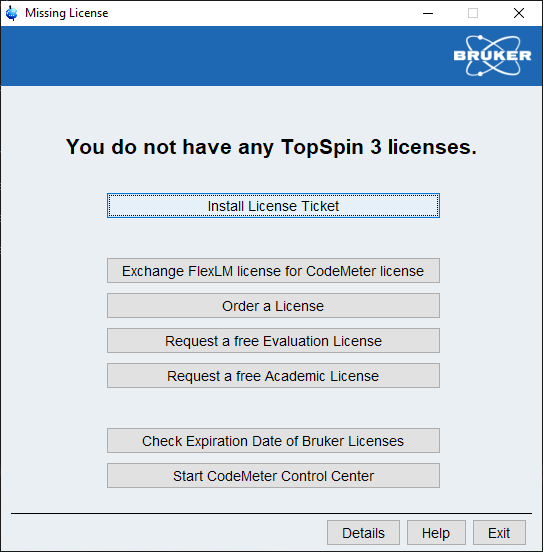 Missing License
BRUKER
You do not have any TopSpin 3 licenses.
Install License Ticket
Exchange FlexLM license for CodeMeter license
Order a License
Request a free Evaluation License
Request a free Academic License
Check Expiration Date of Bruker Licenses
Start CodeMeter Control Center
Details Help Exit